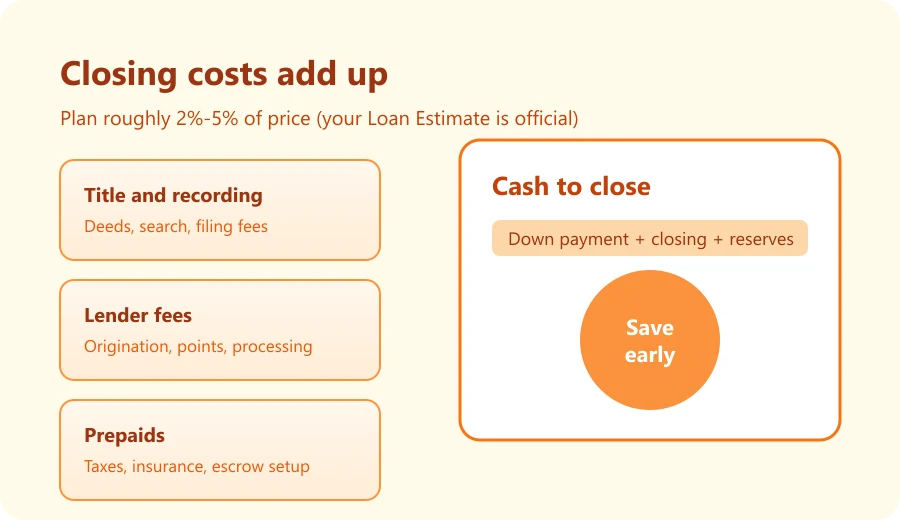 Closing costs add up
Plan roughly 2%-5% of price (your Loan Estimate is official)
Title and recording
Deeds, search, filing fees
Lender fees
Origination, points, processing
Prepaids
Taxes, insurance, escrow setup
Cash to close
Down payment + closing + reserves
Save
early